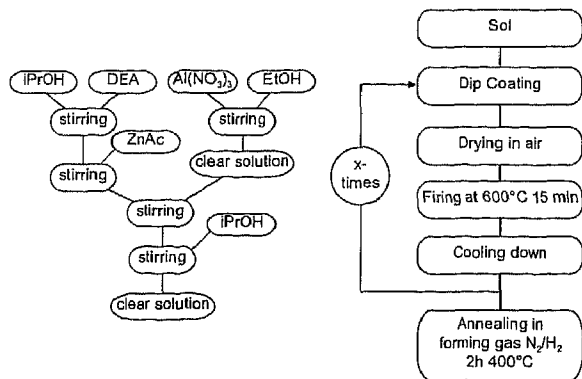 iPrOH
DEA
Al(NO3)3
EtOH
stirring
stirring
ZnAc
stirring
clear solution
stirring
iPrOH
stirring
clear solution
Sol
Dip Coating
Drying in air
x-
times
Firing at 600°C 15 min
Cooling down
Annealing in
forming gas N2/H2
2h 400°C